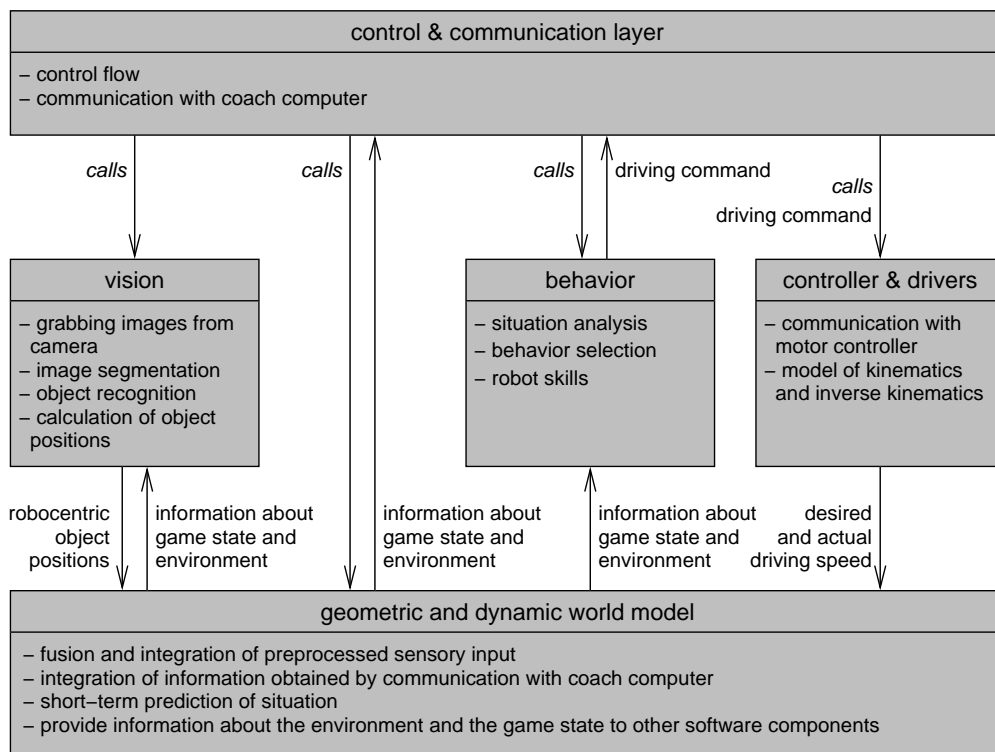 control & communication layer
– control flow
– communication with coach computer
calls
calls
calls
driving command
calls
driving command
vision
– grabbing images from
camera
– image segmentation
– object recognition
– calculation of object
positions
behavior
– situation analysis
– behavior selection
– robot skills
controller & drivers
– communication with
motor controller
– model of kinematics
and inverse kinematics
robocentric
object
positions
information about
game state and
environment
information about
game state and
environment
information about
game state and
environment
desired
and actual
driving speed
geometric and dynamic world model
– fusion and integration of preprocessed sensory input
– integration of information obtained by communication with coach computer
– short–term prediction of situation
– provide information about the environment and the game state to other software components